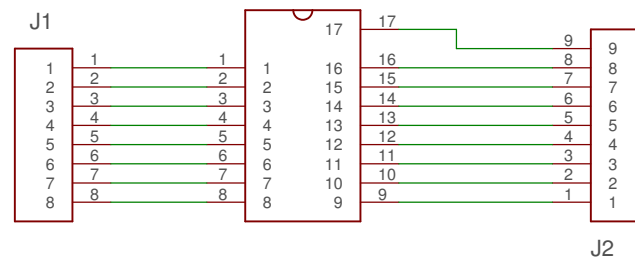 J1
17 17
9 9
1 1 1 1 16 16 8 8
2 2 2 2 15 15 7 7
3 3 3 3 14 14 6 6
4 4 4 4 13 13 5 5
5 5 5 5 12 12 4 4
6 6 6 6 11 11 3 3
7 7 7 7 10 10 2 2
8 8 8 8 9 9 1 1
J2